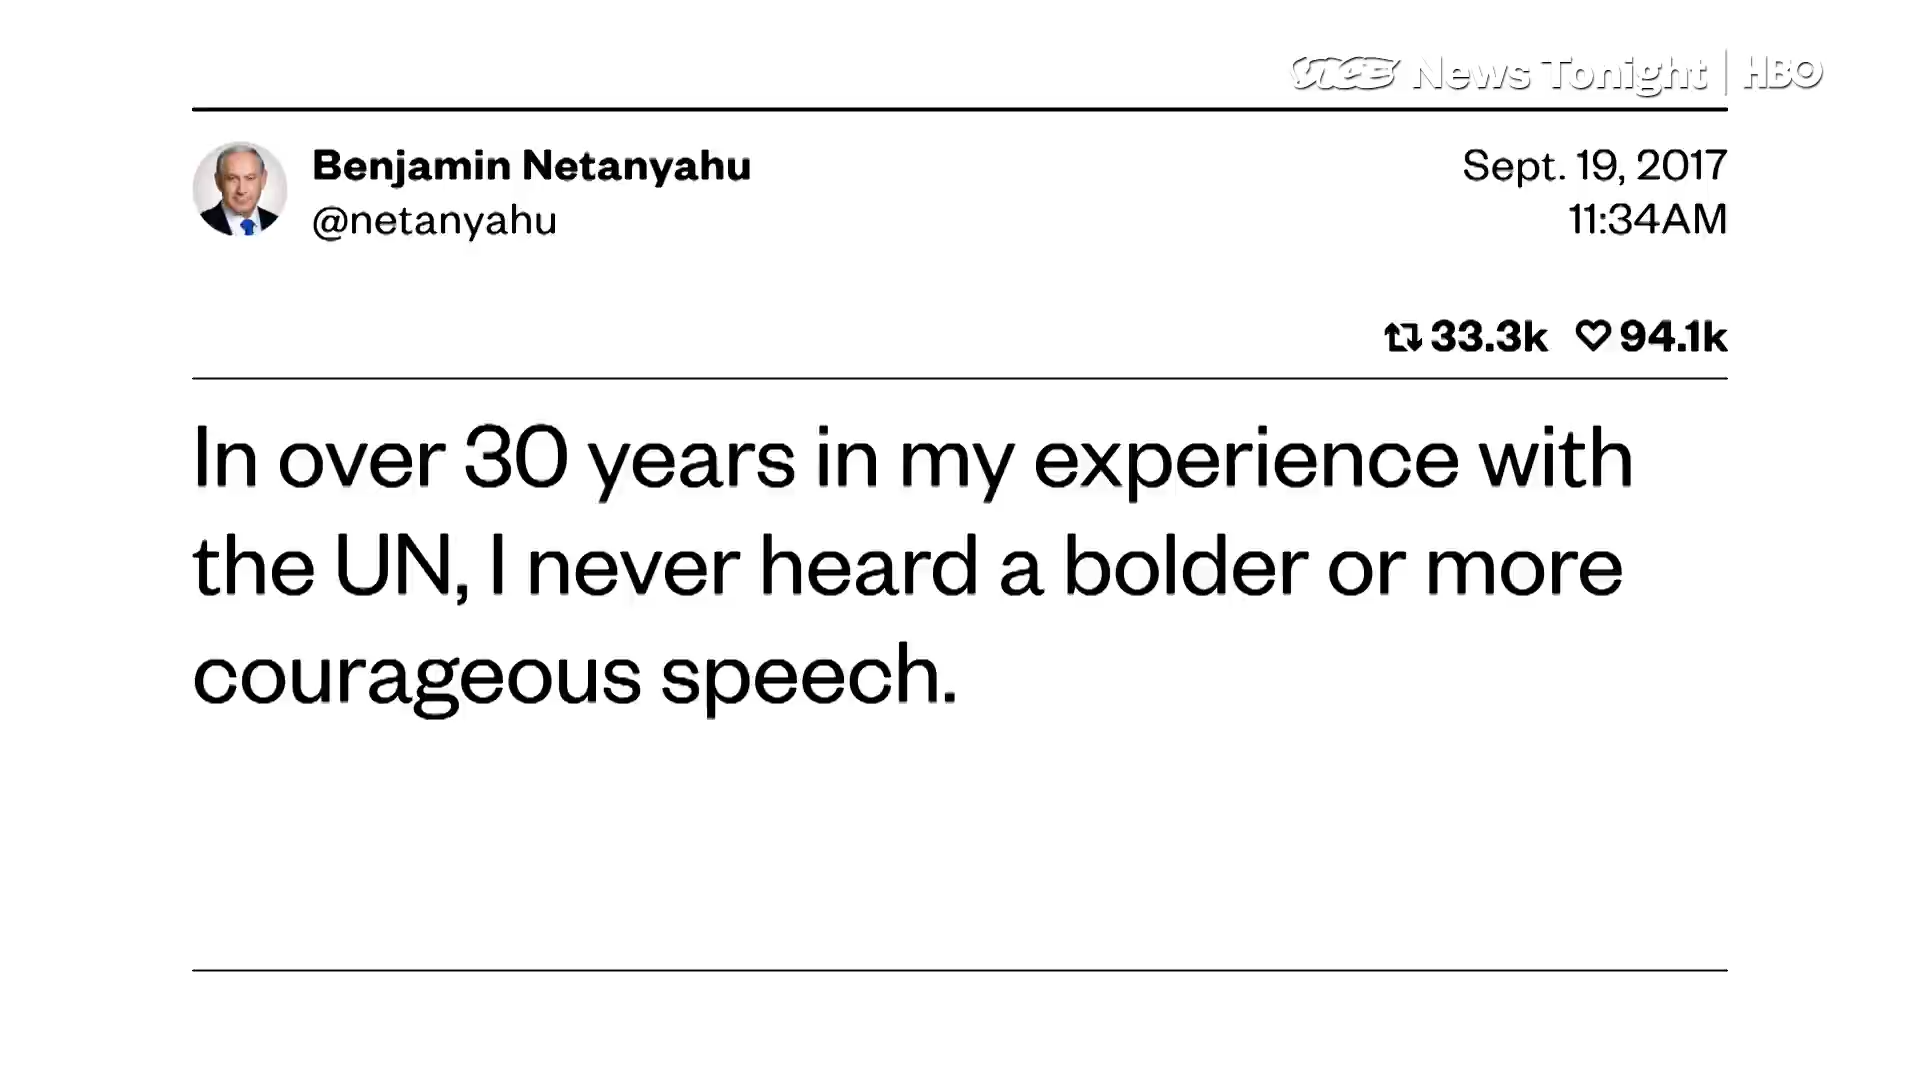 VICE News Tonight | HBO
Benjamin Netanyahu
@netanyahu
Sept. 19, 2017
11:34AM
33.3k 94.1k
In over 30 years in my experience with
the UN, I never heard a bolder or more
courageous speech.